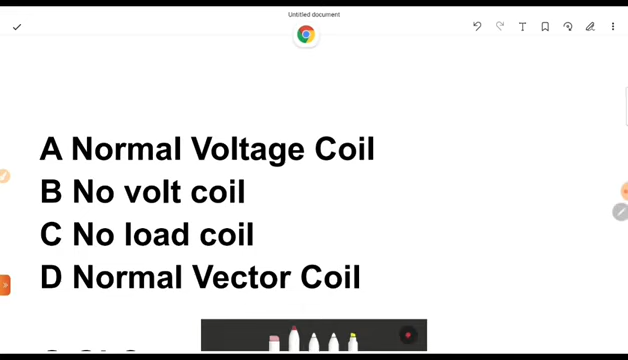 Untitled document
A Normal Voltage Coil
B No volt coil
C No load coil
D Normal Vector Coil